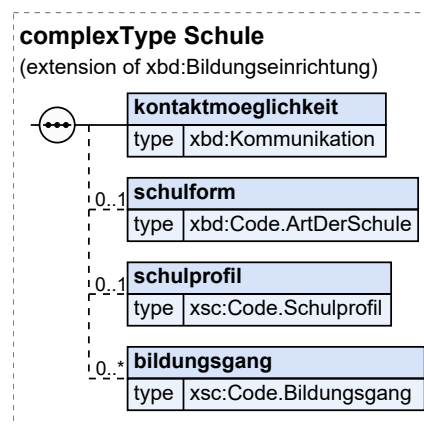 complexType Schule
(extension of xbd:Bildungseinrichtung)
kontaktmoeglichkeit
type xbd:Kommunikation
0..1 schulform
type xbd:Code.ArtDerSchule
0..1 schulprofil
type xsc:Code.Schulprofil
0..* bildungsgang
type xsc:Code.Bildungsgang